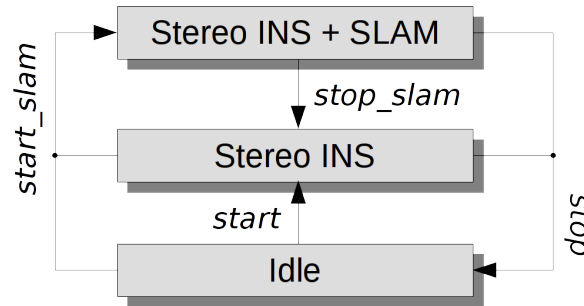 Stereo INS + SLAM
start_slam
stop_slam
Stereo INS
start
stop
Idle